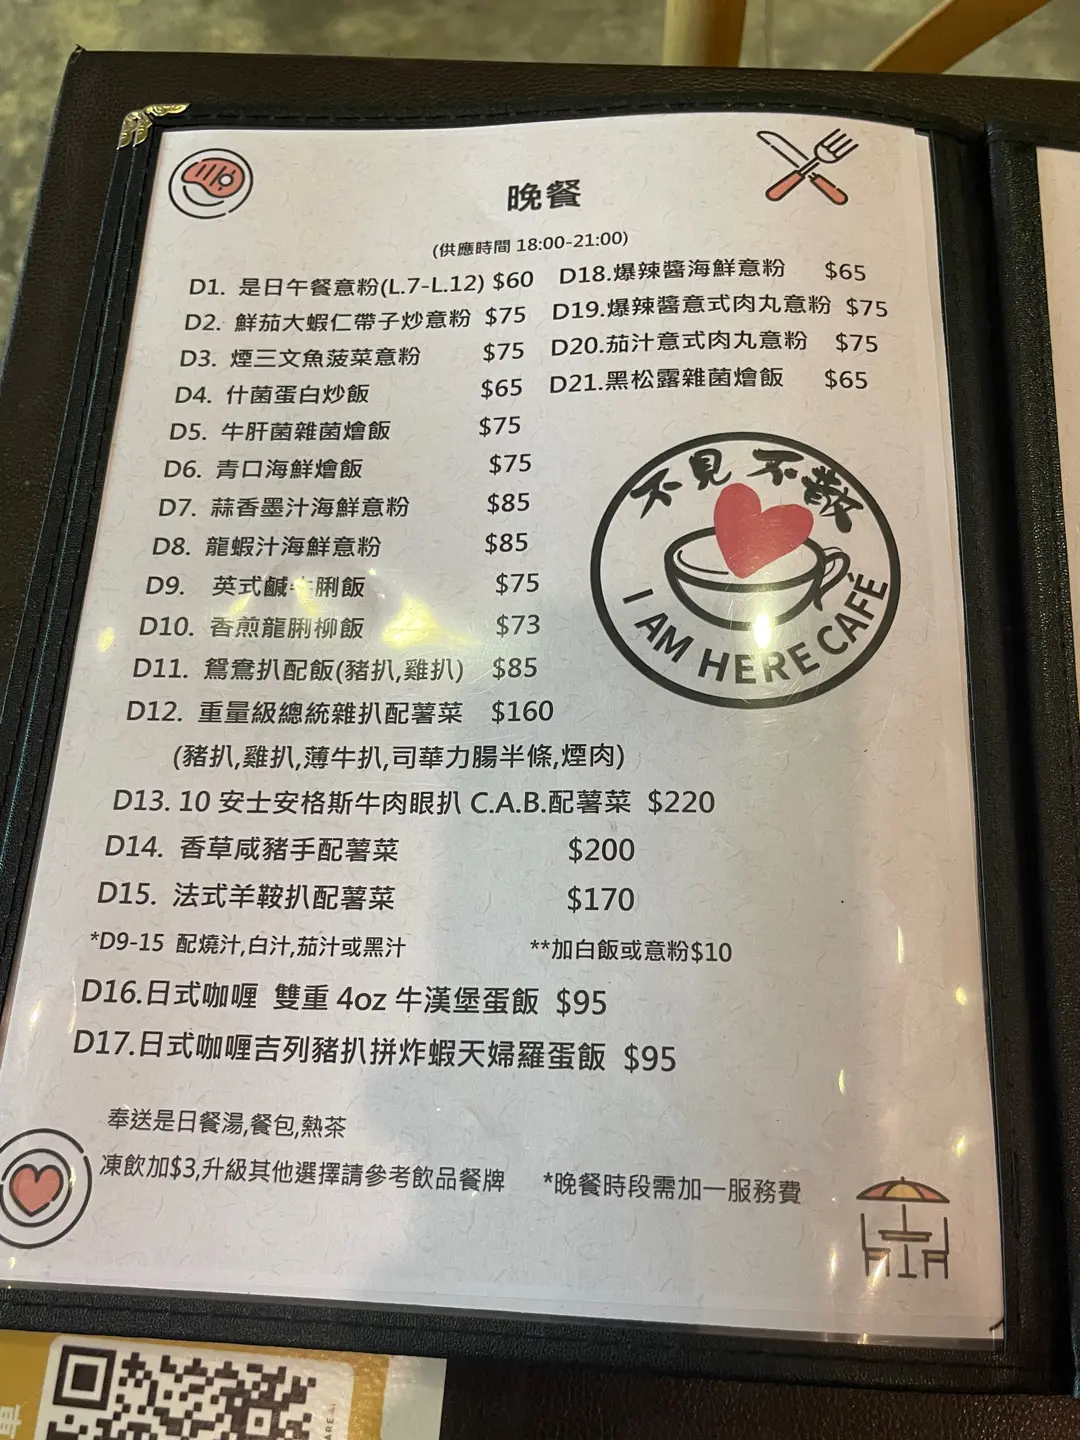 晚餐
(供應時間 18:00-21:00)
D1. 是日午餐意粉(L.7-L.12) $60
D2. 鮮茄大蝦仁帶子炒意粉 $75
D3. 煙三文魚菠菜意粉 $75
D4. 什菌蛋白炒飯 $65
D5. 牛肝菌雜菌燴飯 $75
D6. 青口海鮮燴飯 $75
D7. 蒜香墨汁海鮮意粉 $85
D8. 龍蝦汁海鮮意粉 $85
D9. 英式鹹牛脷飯 $75
D10. 香煎龍脷柳飯 $73
D11. 鴛鴦扒配飯(豬扒,雞扒) $85
D12. 重量級總統雜扒配薯菜 $160
(豬扒,雞扒,薄牛扒,司華力腸半條,煙肉)
D13. 10 安士安格斯牛肉眼扒 C.A.B.配薯菜 $220
D14. 香草咸豬手配薯菜 $200
D15. 法式羊鞍扒配薯菜 $170
*D9-15 配燒汁,白汁,茄汁或黑汁 **加白飯或意粉$10
D16.日式咖喱 雙重 4oz 牛漢堡蛋飯 $95
D17.日式咖喱吉列豬扒拼炸蝦天婦羅蛋飯 $95
D18.爆辣醬海鮮意粉 $65
D19.爆辣醬意式肉丸意粉 $75
D20.茄汁意式肉丸意粉 $75
D21.黑松露雜菌燴飯 $65
不見不散
I AM HERE CAFÈ
奉送是日餐湯,餐包,熱茶
凍飲加$3,升級其他選擇請參考飲品餐牌 *晚餐時段需加一服務費